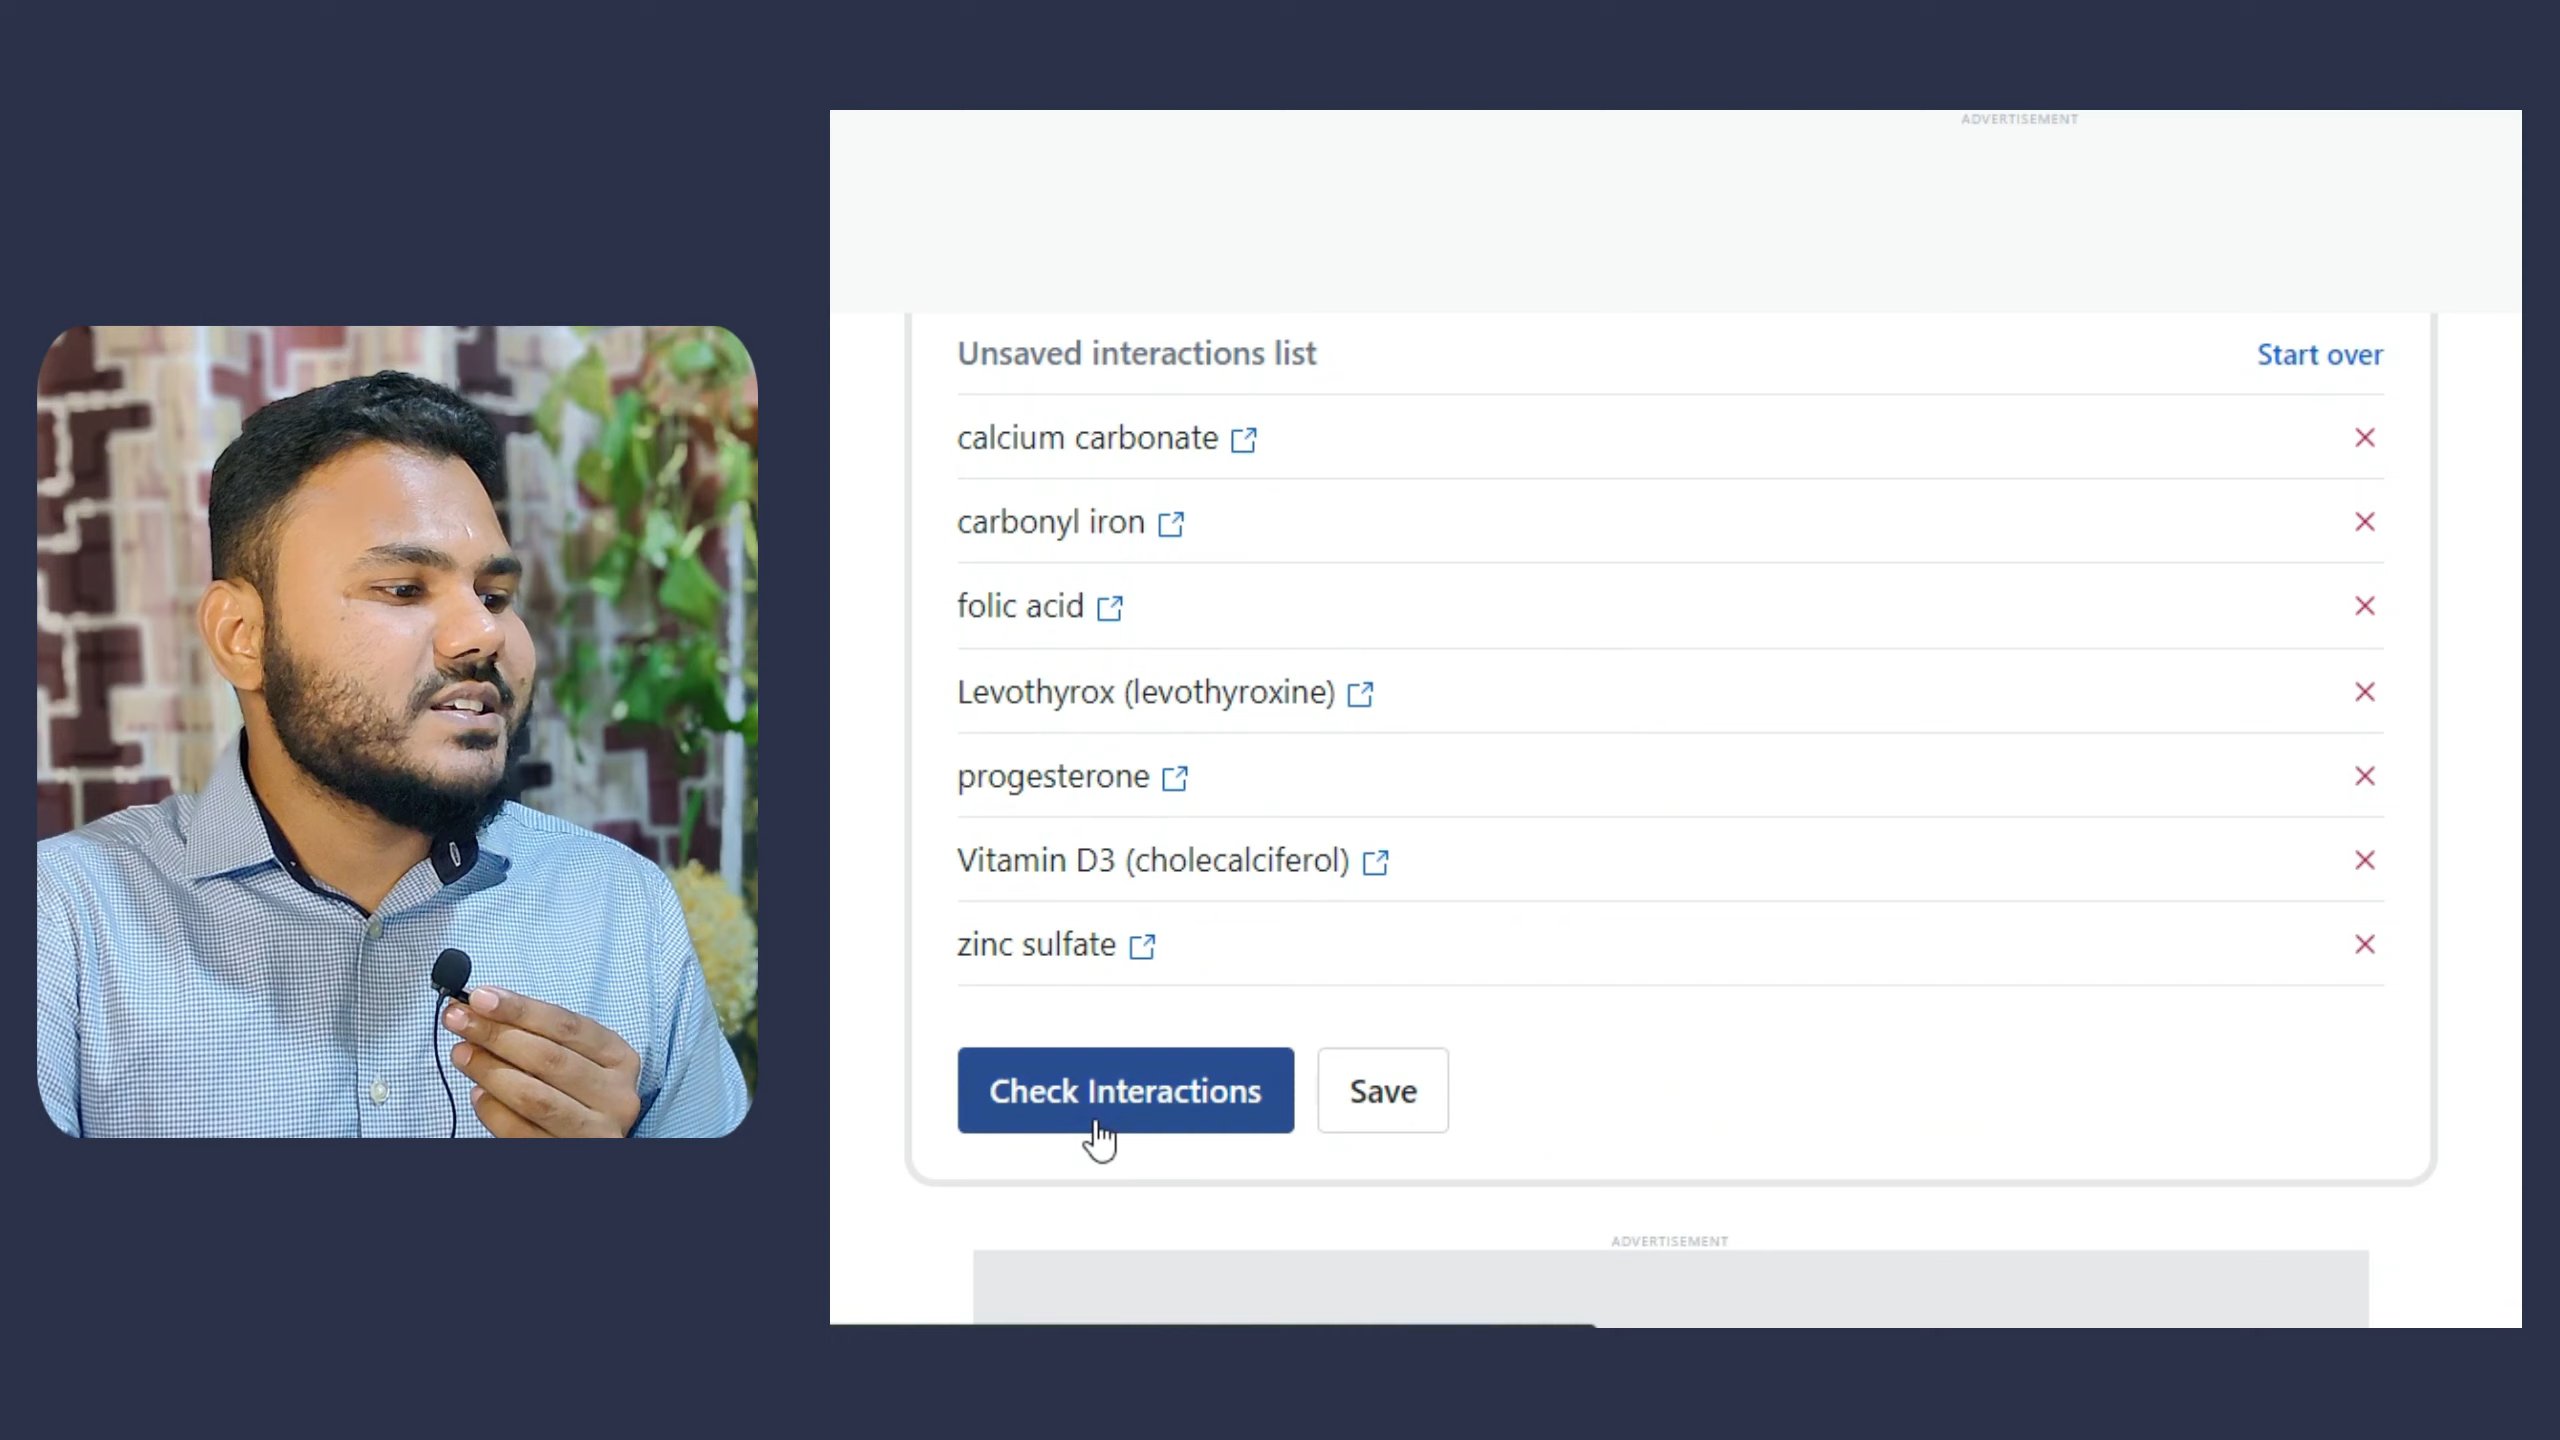 ADVERTISEMENT
Unsaved interactions list Start over
calcium carbonate
carbonyl iron
folic acid
Levothyrox (levothyroxine)
progesterone
Vitamin D3 (cholecalciferol)
zinc sulfate
Check Interactions Save
ADVERTISEMENT